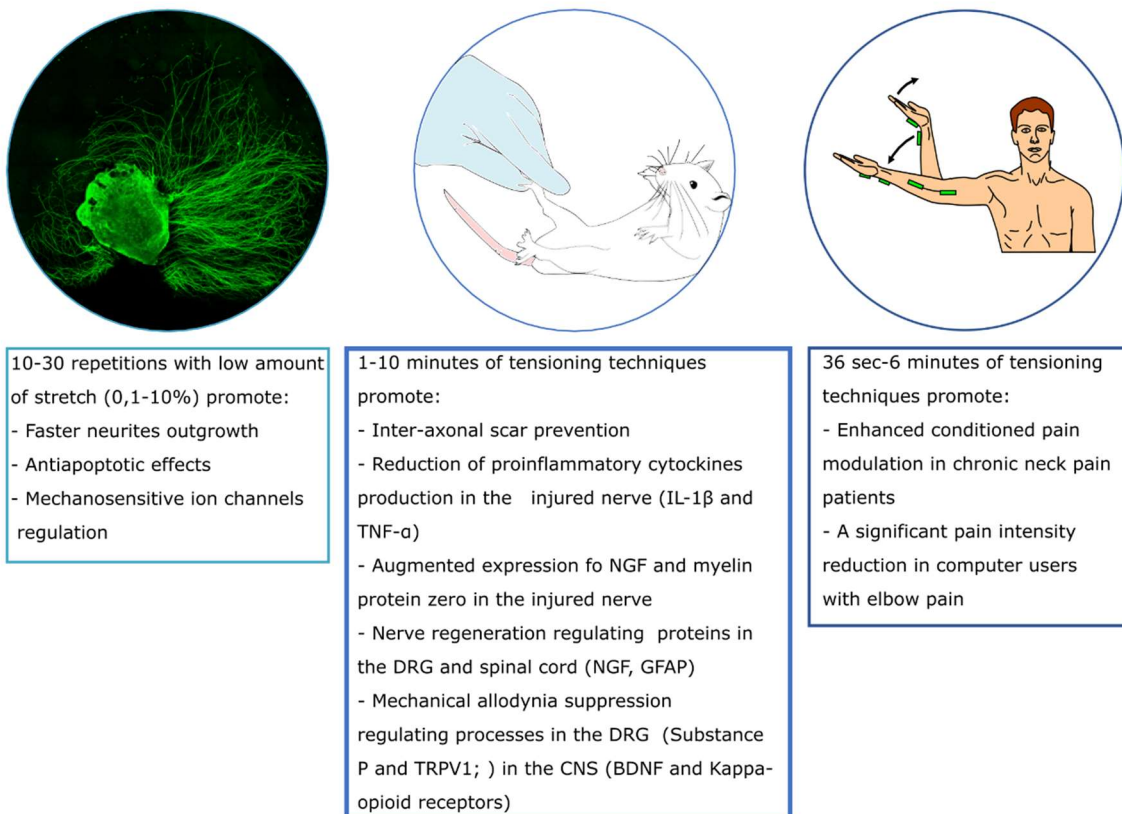 10-30 repetitions with low amount
of stretch (0,1-10%) promote:
- Faster neurites outgrowth
- Antiapoptotic effects
- Mechanosensitive ion channels
regulation
1-10 minutes of tensioning techniques
promote:
- Inter-axonal scar prevention
- Reduction of proinflammatory cytockines
production in the injured nerve (IL-1β and
TNF-α)
- Augmented expression fo NGF and myelin
protein zero in the injured nerve
- Nerve regeneration regulating proteins in
the DRG and spinal cord (NGF, GFAP)
- Mechanical allodynia suppression
regulating processes in the DRG (Substance
P and TRPV1; ) in the CNS (BDNF and Kappa-
opioid receptors)
36 sec-6 minutes of tensioning
techniques promote:
- Enhanced conditioned pain
modulation in chronic neck pain
patients
- A significant pain intensity
reduction in computer users
with elbow pain